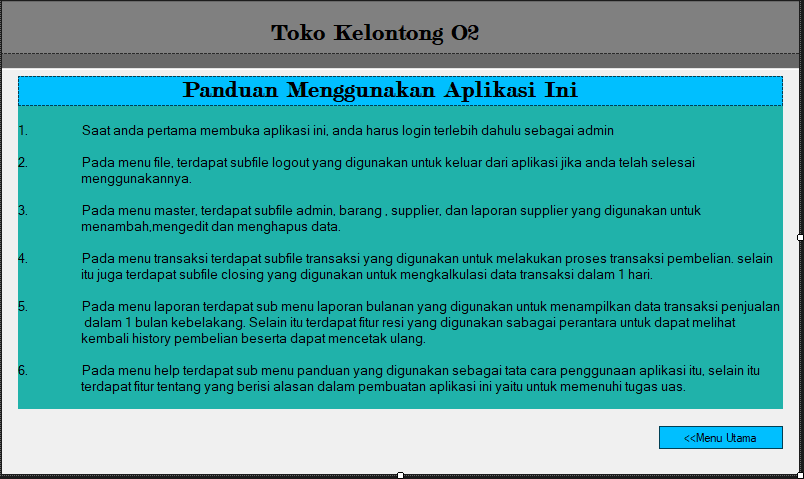 Toko Kelontong O2
Panduan Menggunakan Aplikasi Ini
1. Saat anda pertama membuka aplikasi ini, anda harus login terlebih dahulu sebagai admin
2. Pada menu file, terdapat subfile logout yang digunakan untuk keluar dari aplikasi jika anda telah selesai
menggunakannya.
3. Pada menu master, terdapat subfile admin, barang , supplier, dan laporan supplier yang digunakan untuk
menambah,mengedit dan menghapus data.
4. Pada menu transaksi terdapat subfile transaksi yang digunakan untuk melakukan proses transaksi pembelian. selain
itu juga terdapat subfile closing yang digunakan untuk mengkalkulasi data transaksi dalam 1 hari.
5. Pada menu laporan terdapat sub menu laporan bulanan yang digunakan untuk menampilkan data transaksi penjualan
dalam 1 bulan kebelakang. Selain itu terdapat fitur resi yang digunakan sabagai perantara untuk dapat melihat
kembali history pembelian beserta dapat mencetak ulang.
6. Pada menu help terdapat sub menu panduan yang digunakan sebagai tata cara penggunaan aplikasi itu, selain itu
terdapat fitur tentang yang berisi alasan dalam pembuatan aplikasi ini yaitu untuk memenuhi tugas uas.
<<Menu Utama